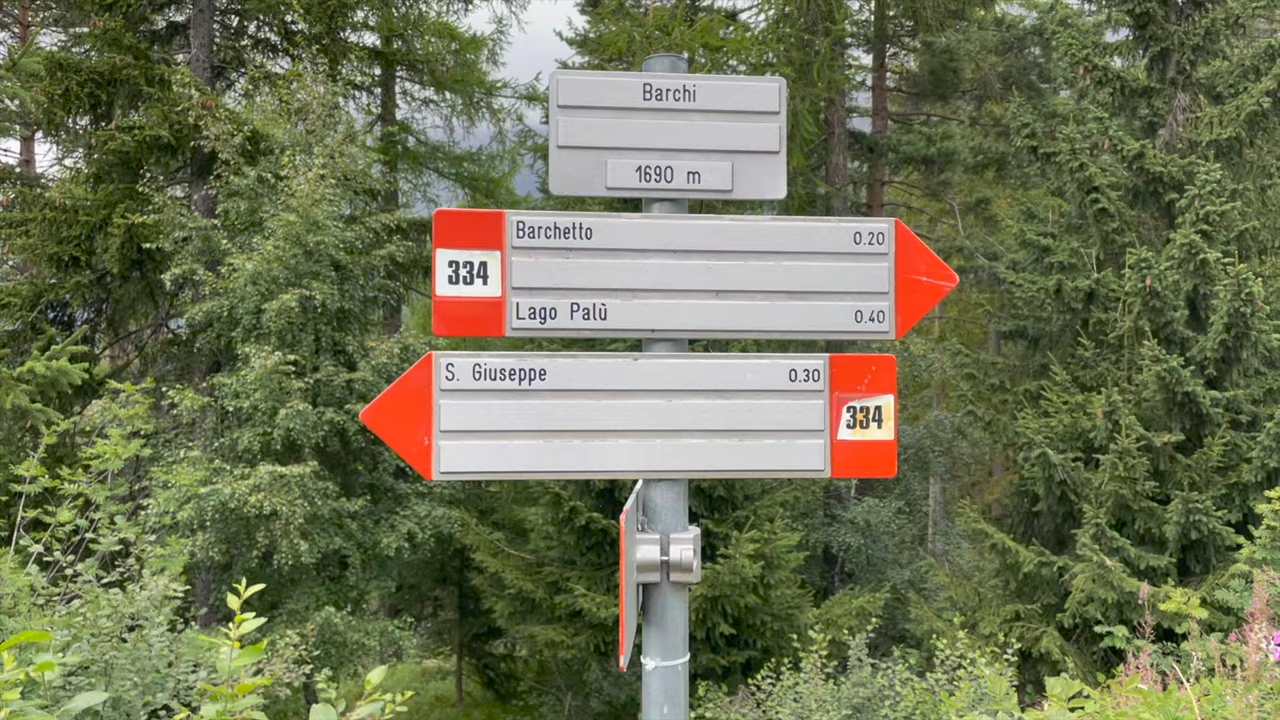 Barchi
1690 m
Barchetto 0.20
334
Lago Palù 0.40
S. Giuseppe 0.30
334